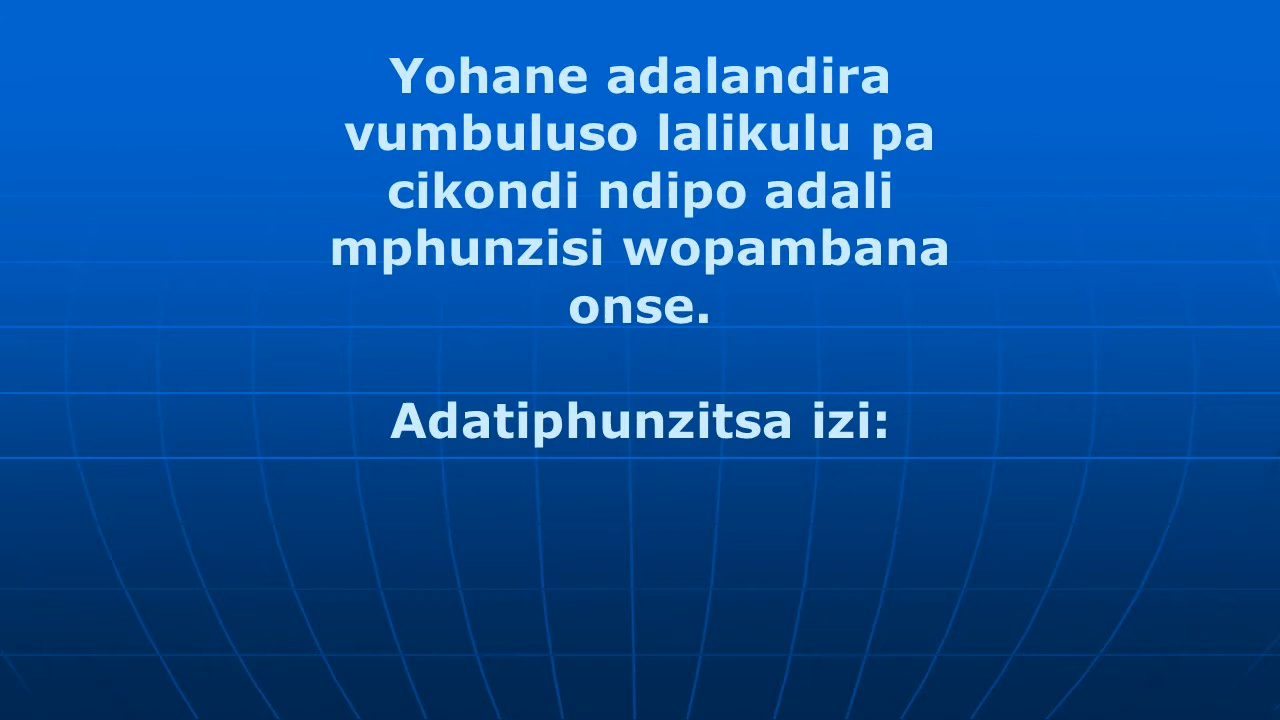 Yohane adalandira
vumbuluso lalikulu pa
cikondi ndipo adali
mphunzisi wopambana
onse.
Adatiphunzitsa izi: